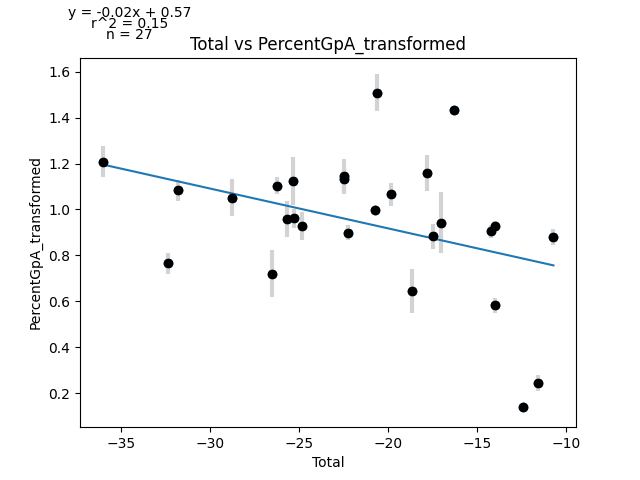 y = -0.02x + 0.57
r^2 = 0.15
n = 27
Total vs PercentGpA_transformed
PercentGpA_transformed
1.6
1.4
1.2
1.0
0.8
0.6
0.4
0.2
−35
−30
−25
−20
−15
−10
Total